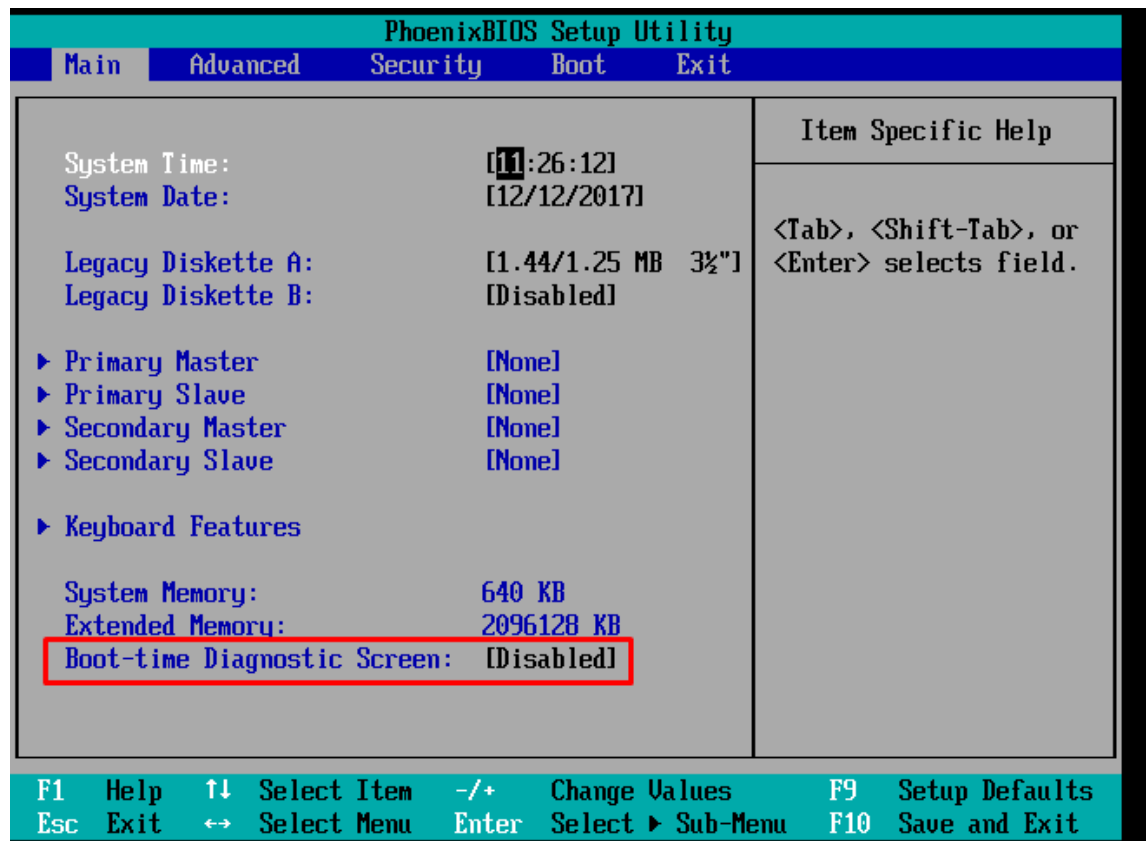 PhoenixBIOS Setup Utility
Main Advanced Security Boot Exit
System Time: [11:26:12]
System Date: [12/12/2017]
Legacy Diskette A: [1.44/1.25 MB 3½"]
Legacy Diskette B: [Disabled]
▶ Primary Master [None]
▶ Primary Slave [None]
▶ Secondary Master [None]
▶ Secondary Slave [None]
▶ Keyboard Features
System Memory: 640 KB
Extended Memory: 2096128 KB
Boot-time Diagnostic Screen: [Disabled]
Item Specific Help
<Tab>, <Shift-Tab>, or
<Enter> selects field.
F1 Help ↑↓ Select Item -/+ Change Values F9 Setup Defaults
Esc Exit ↔ Select Menu Enter Select ▶ Sub-Menu F10 Save and Exit